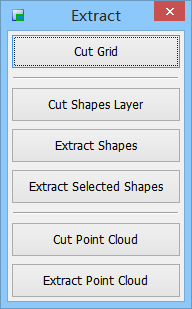 Extract
Cut Grid
Cut Shapes Layer
Extract Shapes
Extract Selected Shapes
Cut Point Cloud
Extract Point Cloud